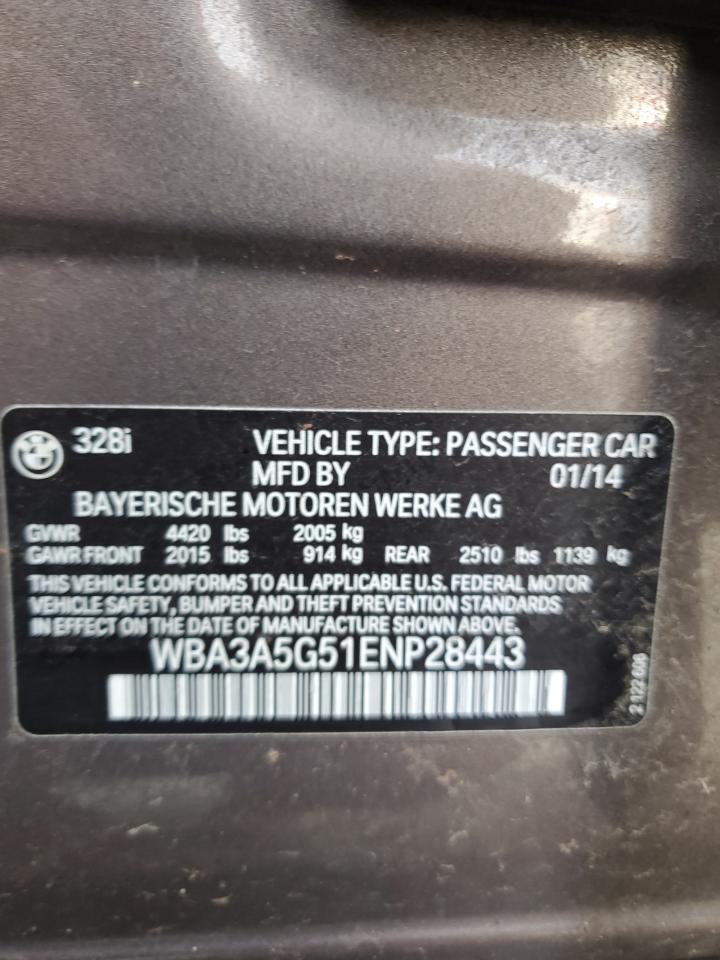 328i VEHICLE TYPE: PASSENGER CAR
MFD BY 01/14
BAYERISCHE MOTOREN WERKE AG
GVWR 4420 lbs 2005 kg
GAWR FRONT 2015 lbs 914 kg REAR 2510 lbs 1139 kg
THIS VEHICLE CONFORMS TO ALL APPLICABLE U.S. FEDERAL MOTOR
VEHICLE SAFETY, BUMPER AND THEFT PREVENTION STANDARDS
IN EFFECT ON THE DATE OF MANUFACTURE SHOWN ABOVE.
WBA3A5G51ENP28443